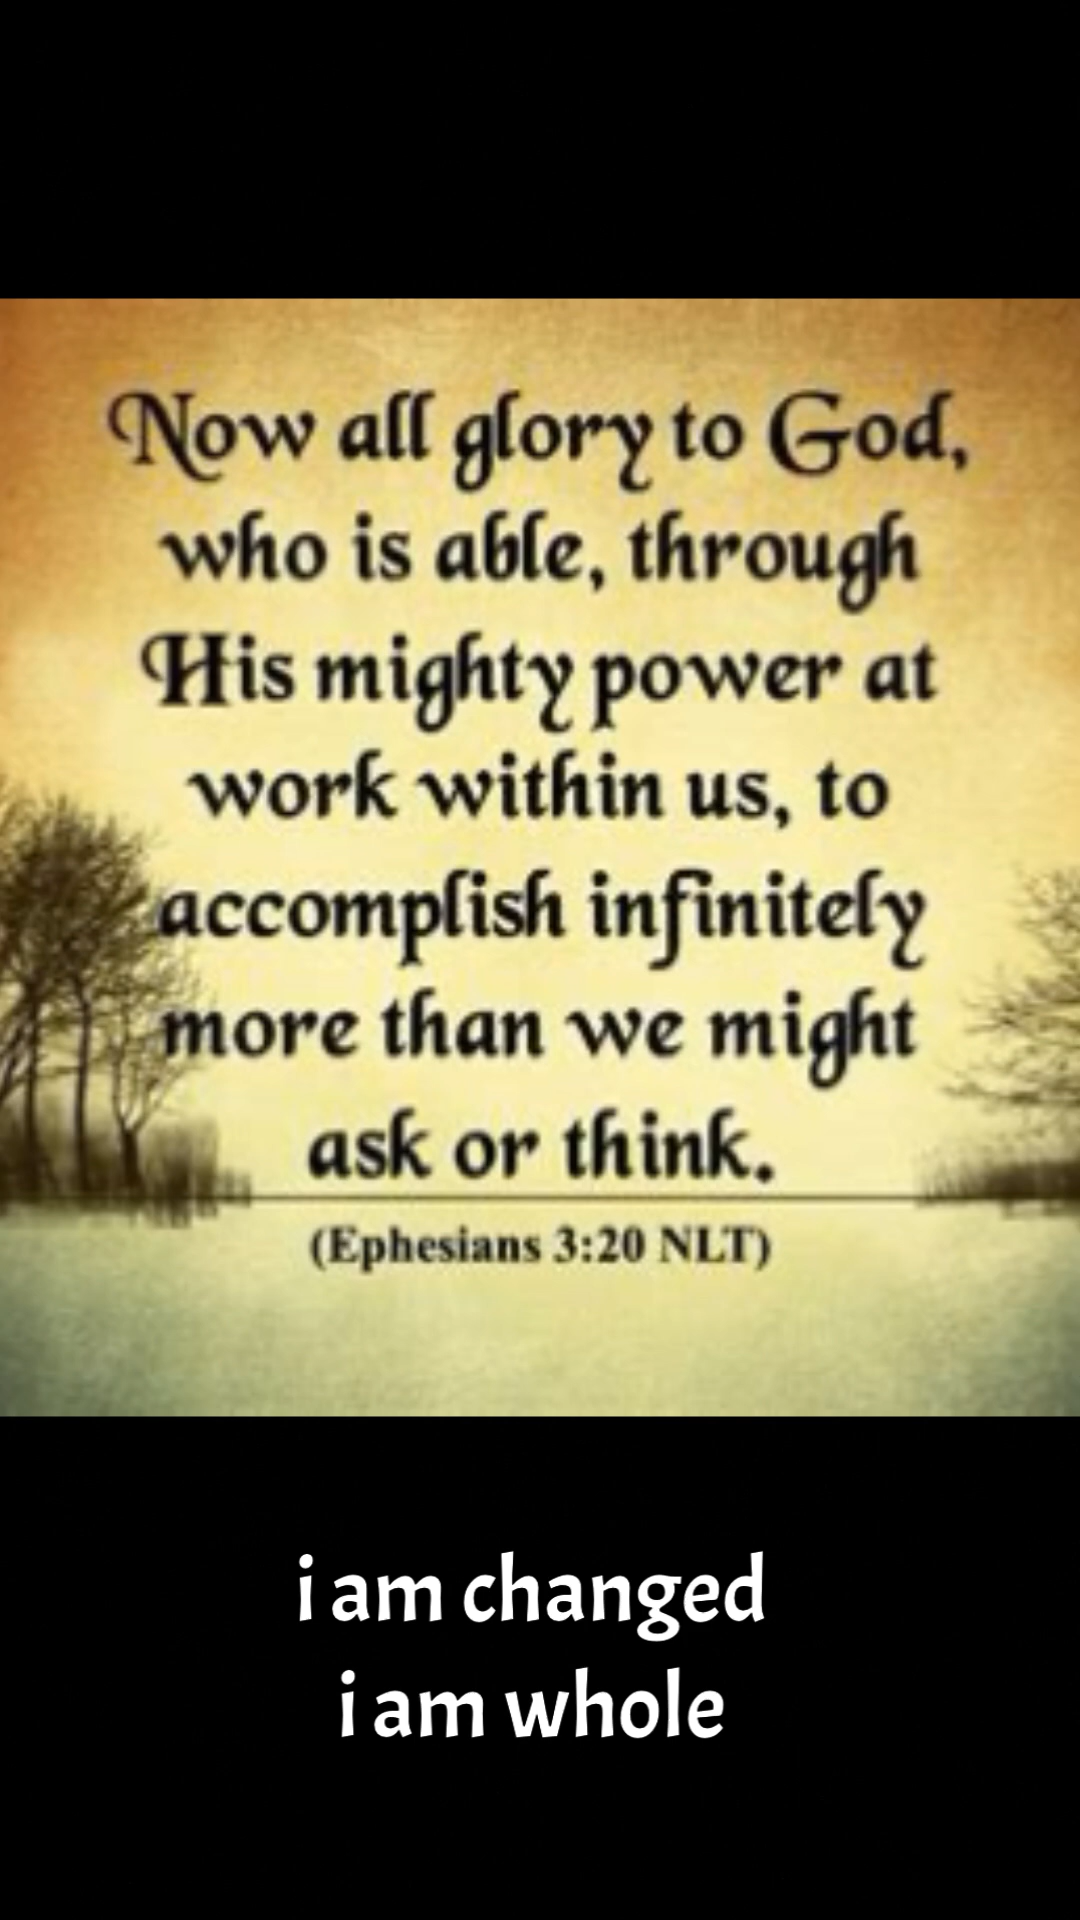 Now all glory to God,
who is able, through
His mighty power at
work within us, to
accomplish infinitely
more than we might
ask or think.
(Ephesians 3:20 NLT)
i am changed
i am whole